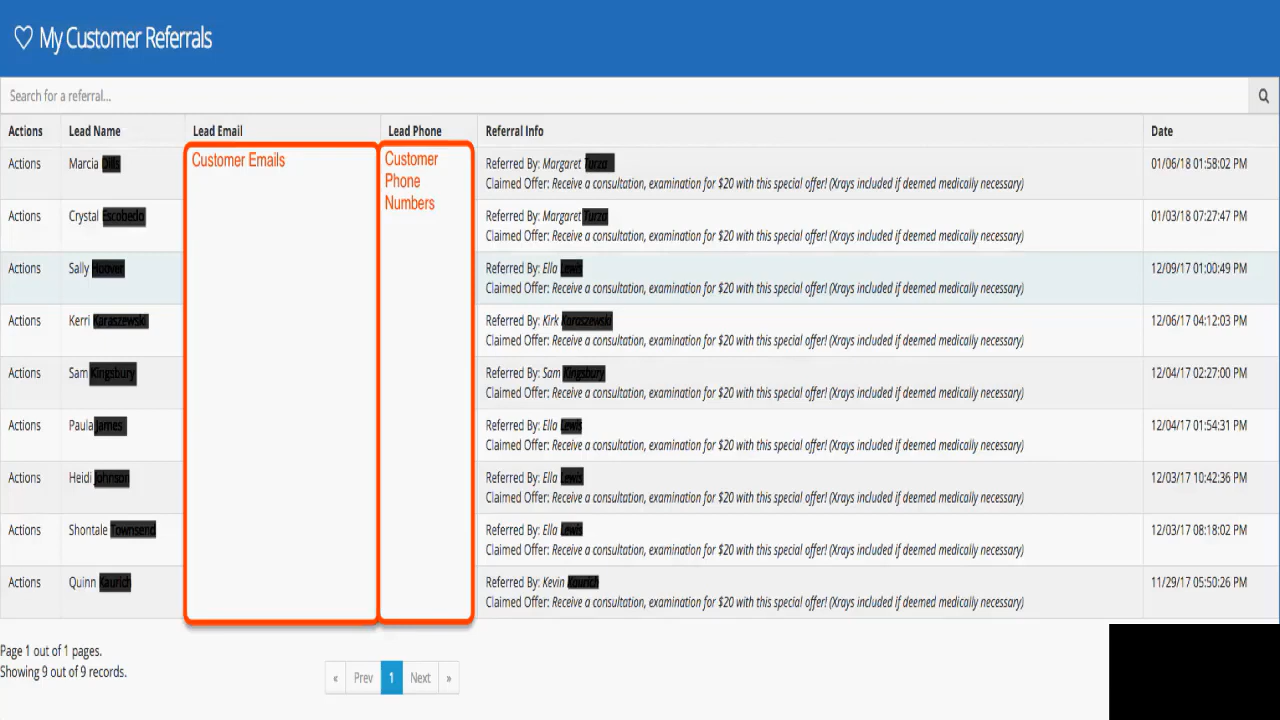 ♡ My Customer Referrals
Search for a referral...
Actions Lead Name Lead Email Lead Phone Referral Info Date
Actions Marcia Customer Emails Customer Phone Numbers Referred By: Margaret 01/06/18 01:58:02 PM
Claimed Offer: Receive a consultation, examination for $20 with this special offer! (Xrays included if deemed medically necessary)
Actions Crystal Referred By: Margaret 01/03/18 07:27:47 PM
Claimed Offer: Receive a consultation, examination for $20 with this special offer! (Xrays included if deemed medically necessary)
Actions Sally Referred By: Ella 12/09/17 01:00:49 PM
Claimed Offer: Receive a consultation, examination for $20 with this special offer! (Xrays included if deemed medically necessary)
Actions Kerri Referred By: Kirk 12/06/17 04:12:03 PM
Claimed Offer: Receive a consultation, examination for $20 with this special offer! (Xrays included if deemed medically necessary)
Actions Sam Referred By: Sam 12/04/17 02:27:00 PM
Claimed Offer: Receive a consultation, examination for $20 with this special offer! (Xrays included if deemed medically necessary)
Actions Paula Referred By: Ella 12/04/17 01:54:31 PM
Claimed Offer: Receive a consultation, examination for $20 with this special offer! (Xrays included if deemed medically necessary)
Actions Heidi Referred By: Ella 12/03/17 10:42:36 PM
Claimed Offer: Receive a consultation, examination for $20 with this special offer! (Xrays included if deemed medically necessary)
Actions Shontale Referred By: Ella 12/03/17 08:18:02 PM
Claimed Offer: Receive a consultation, examination for $20 with this special offer! (Xrays included if deemed medically necessary)
Actions Quinn Referred By: Kevin 11/29/17 05:50:26 PM
Claimed Offer: Receive a consultation, examination for $20 with this special offer! (Xrays included if deemed medically necessary)
Page 1 out of 1 pages.
Showing 9 out of 9 records.
« Prev 1 Next »